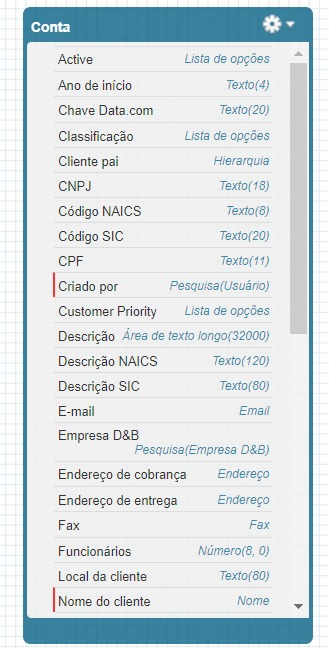 Conta
Active Lista de opções
Ano de início Texto(4)
Chave Data.com Texto(20)
Classificação Lista de opções
Cliente pai Hierarquia
CNPJ Texto(18)
Código NAICS Texto(8)
Código SIC Texto(20)
CPF Texto(11)
Criado por Pesquisa(Usuário)
Customer Priority Lista de opções
Descrição Área de texto longo(32000)
Descrição NAICS Texto(120)
Descrição SIC Texto(80)
E-mail Email
Empresa D&B
Pesquisa(Empresa D&B)
Endereço de cobrança Endereço
Endereço de entrega Endereço
Fax Fax
Funcionários Número(8, 0)
Local da cliente Texto(80)
Nome do cliente Nome